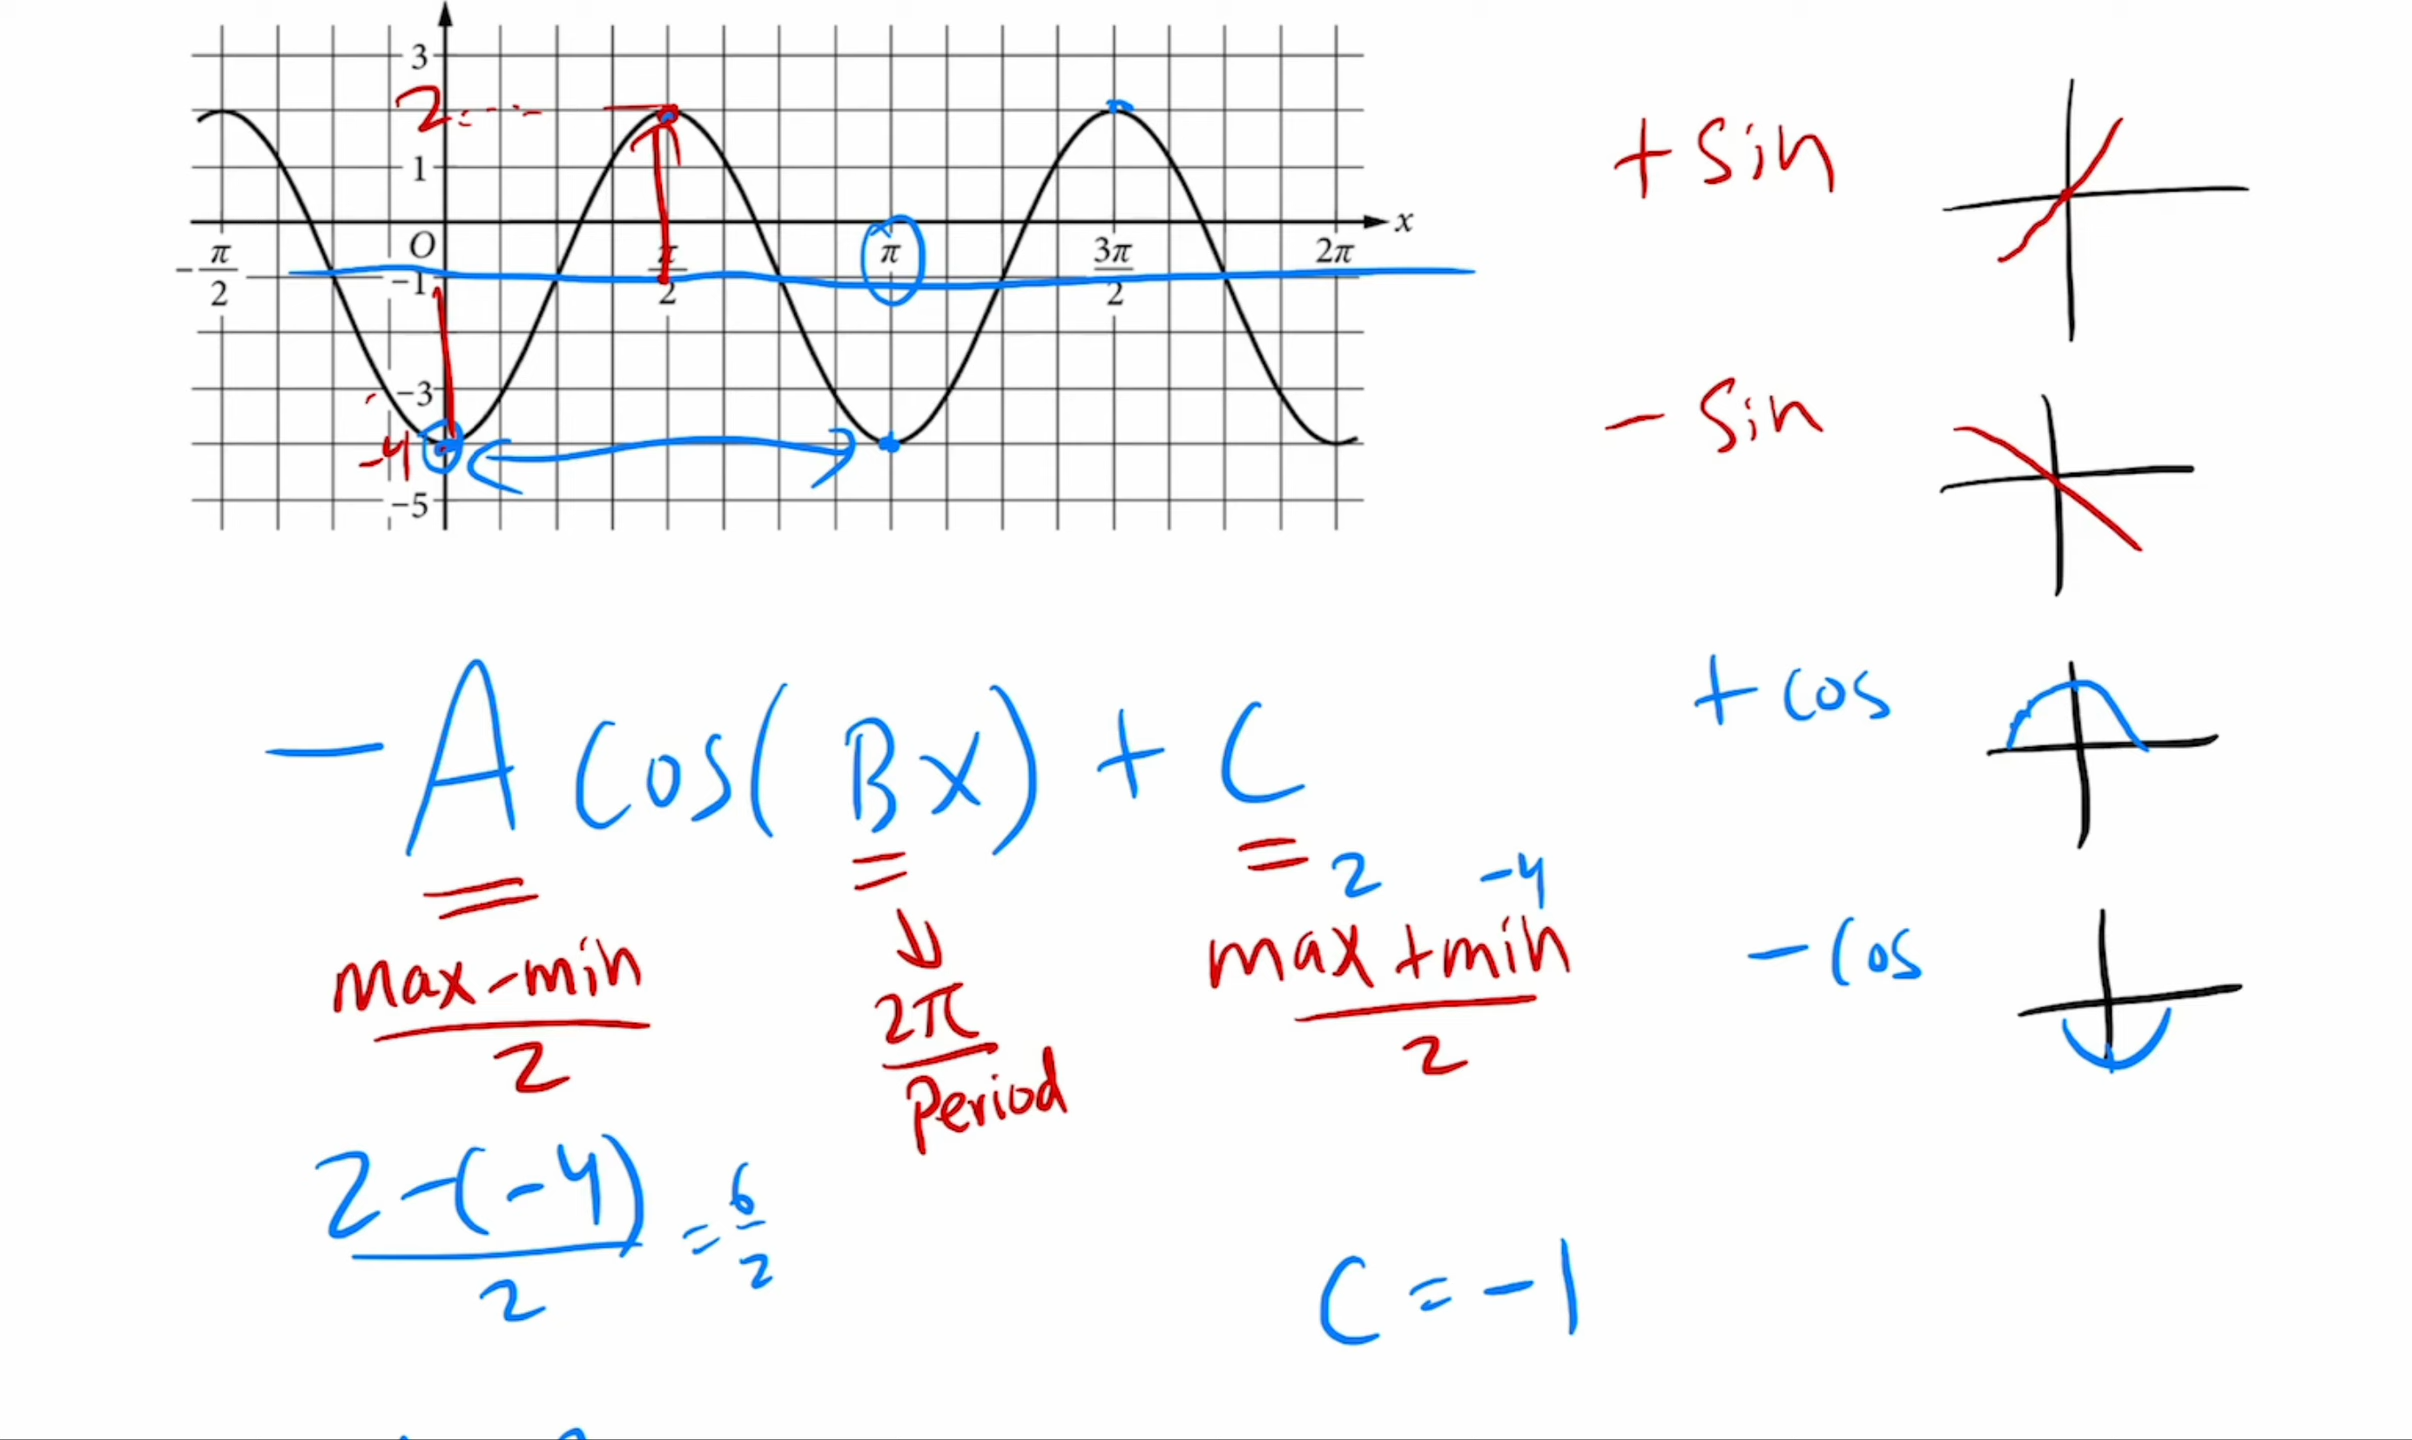 3
2
1
O
x
-π/2
π/2
π
3π/2
2π
-1
-3
-4
-5
+ sin
- sin
+ cos
- cos
-A cos(Bx) + C
2 -4
max - min
2
2π
Period
max + min
2
2-(-4)
2
= 6/2
C = -1